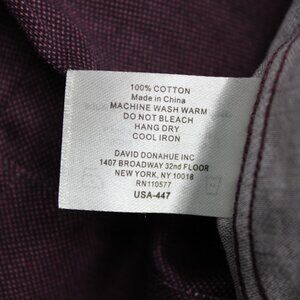 100% COTTON
Made in China
MACHINE WASH WARM
DO NOT BLEACH
HANG DRY
COOL IRON
DAVID DONAHUE INC
1407 BROADWAY 32nd FLOOR
NEW YORK, NY 10018
RN110577
USA-447